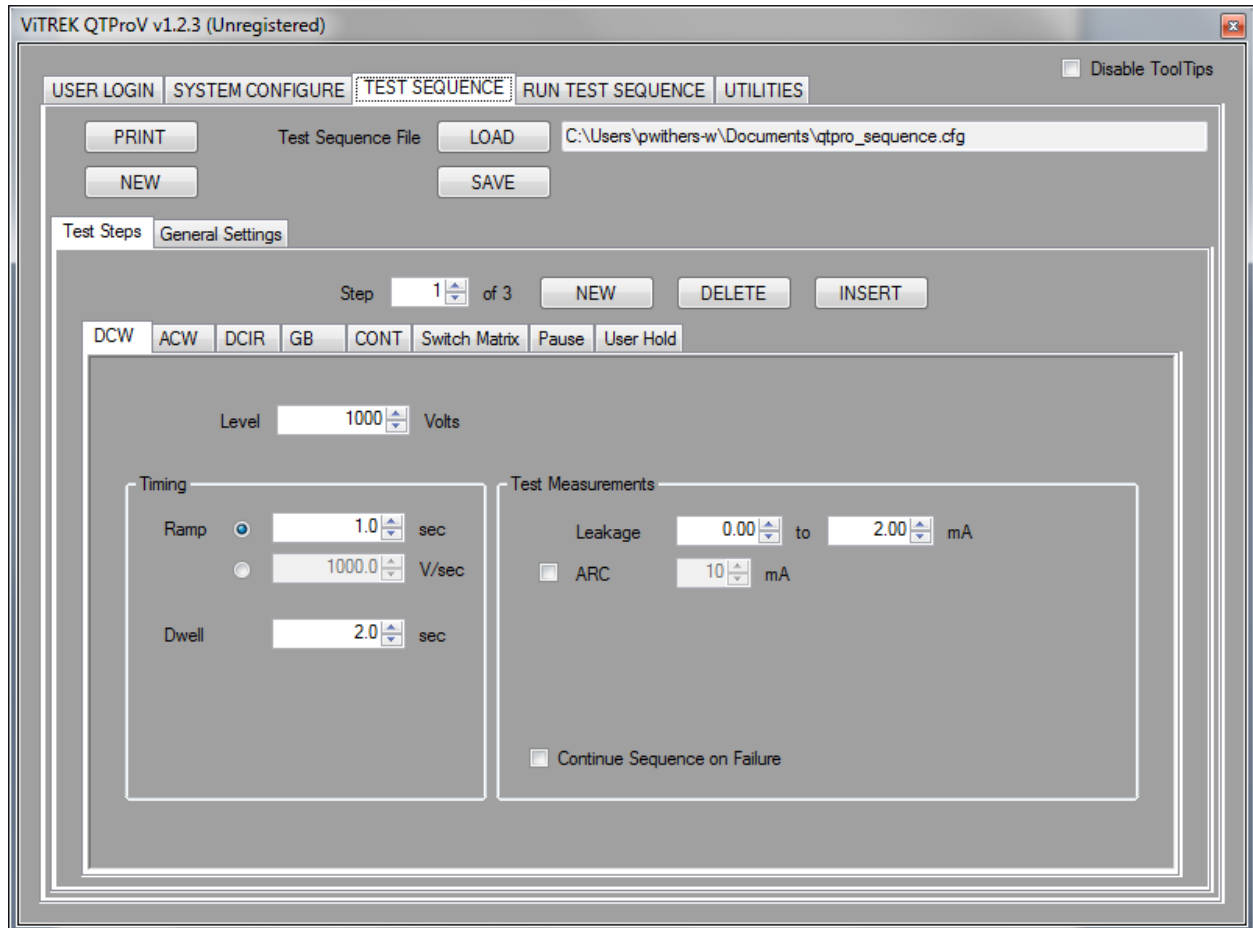 ViTREK QTProV v1.2.3 (Unregistered)
Disable ToolTips
USER LOGIN SYSTEM CONFIGURE TEST SEQUENCE RUN TEST SEQUENCE UTILITIES
PRINT Test Sequence File LOAD C:\Users\pwithers-w\Documents\qtpro_sequence.cfg
NEW SAVE
Test Steps General Settings
Step 1 of 3 NEW DELETE INSERT
DCW ACW DCIR GB CONT Switch Matrix Pause User Hold
Level 1000 Volts
Timing
Ramp 1.0 sec
1000.0 V/sec
Dwell 2.0 sec
Test Measurements
Leakage 0.00 to 2.00 mA
ARC 10 mA
Continue Sequence on Failure